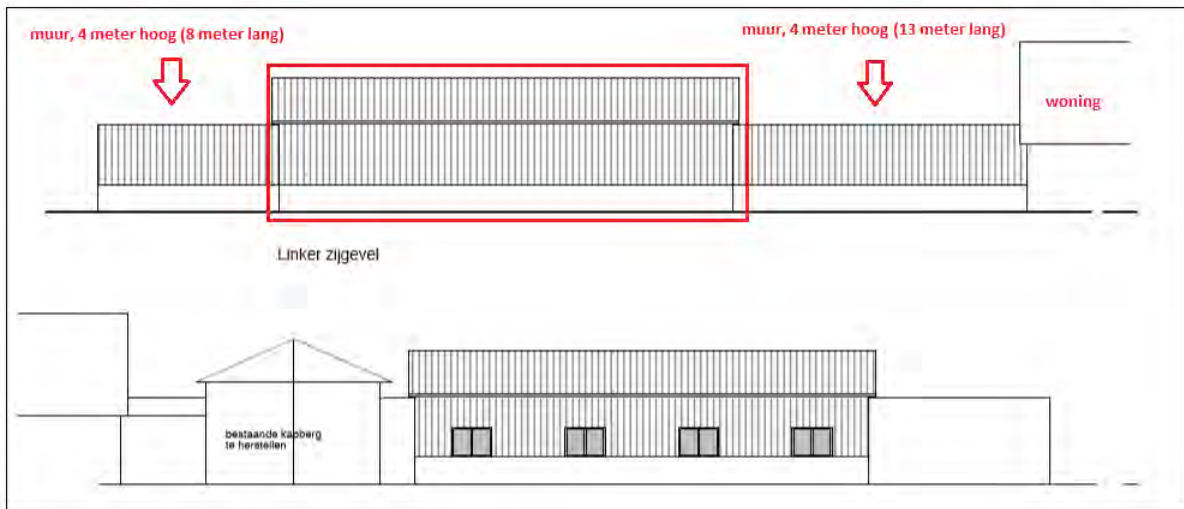 muur, 4 meter hoog (8 meter lang)
muur, 4 meter hoog (13 meter lang)
woning
Linker zijgevel
bestaande kapberg
te herstellen